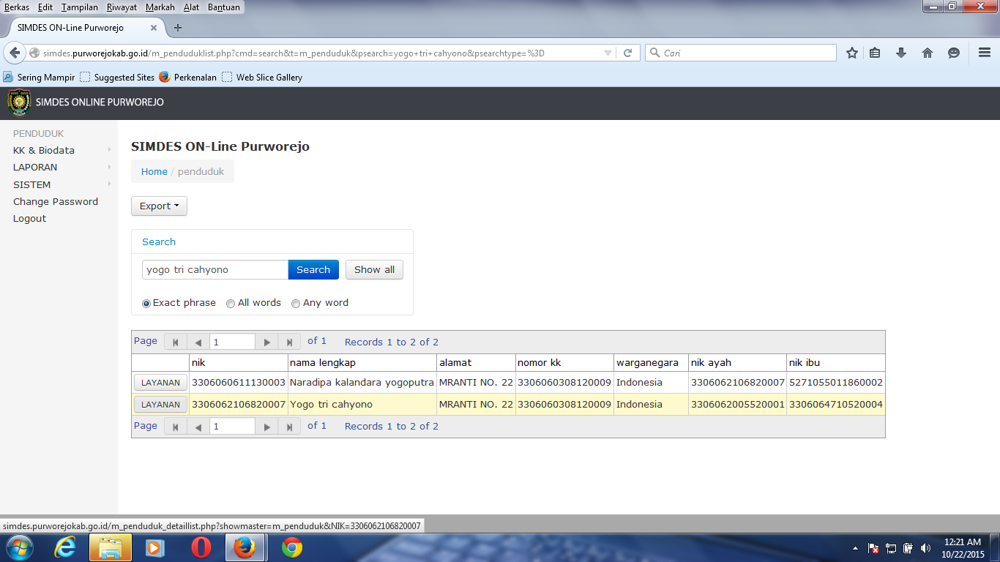 Berkas Edit Tampilan Riwayat Markah Alat Bantuan
SIMDES ON-Line Purworejo
simdes.purworejokab.go.id/m_penduduklist.php?cmd=search&t=m_penduduk&psearch=yogo+tri+cahyono&psearchtype=%3D
Cari
Sering Mampir Suggested Sites Perkenalan Web Slice Gallery
SIMDES ONLINE PURWOREJO
PENDUDUK
KK & Biodata
LAPORAN
SISTEM
Change Password
Logout
SIMDES ON-Line Purworejo
Home / penduduk
Export
Search
yogo tri cahyono Search Show all
Exact phrase All words Any word
Page 1 of 1 Records 1 to 2 of 2
nik nama lengkap alamat nomor kk warganegara nik ayah nik ibu
LAYANAN 3306060611130003 Naradipa kalandara yogoputra MRANTI NO. 22 3306060308120009 Indonesia 3306062106820007 5271055011860002
LAYANAN 3306062106820007 Yogo tri cahyono MRANTI NO. 22 3306060308120009 Indonesia 3306062005520001 3306064710520004
Page 1 of 1 Records 1 to 2 of 2
simdes.purworejokab.go.id/m_penduduk_detaillist.php?showmaster=m_penduduk&NIK=3306062106820007
12:21 AM
10/22/2015